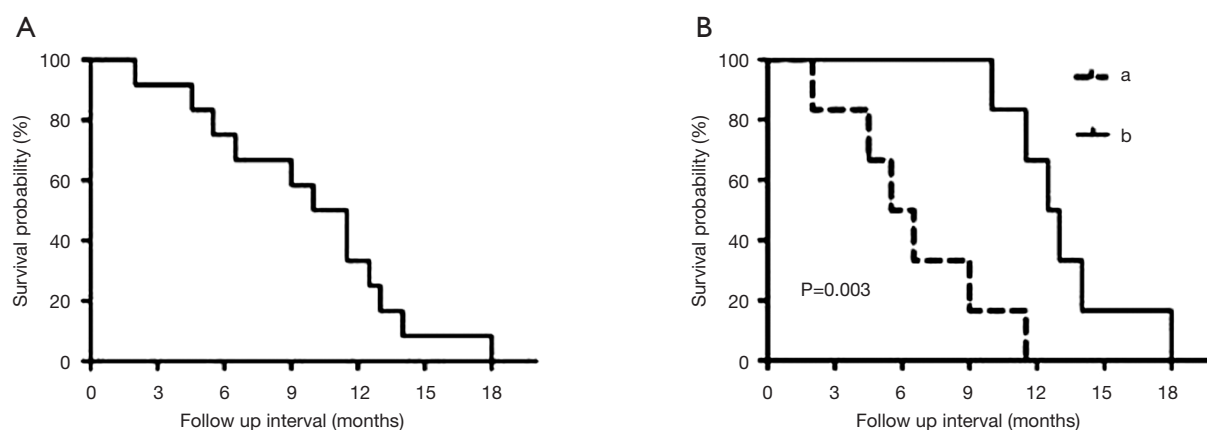 A
Survival probability (%)
100
80
60
40
20
0
0 3 6 9 12 15 18
Follow up interval (months)
B
Survival probability (%)
100
80
60
40
20
0
a
b
P=0.003
0 3 6 9 12 15 18
Follow up interval (months)